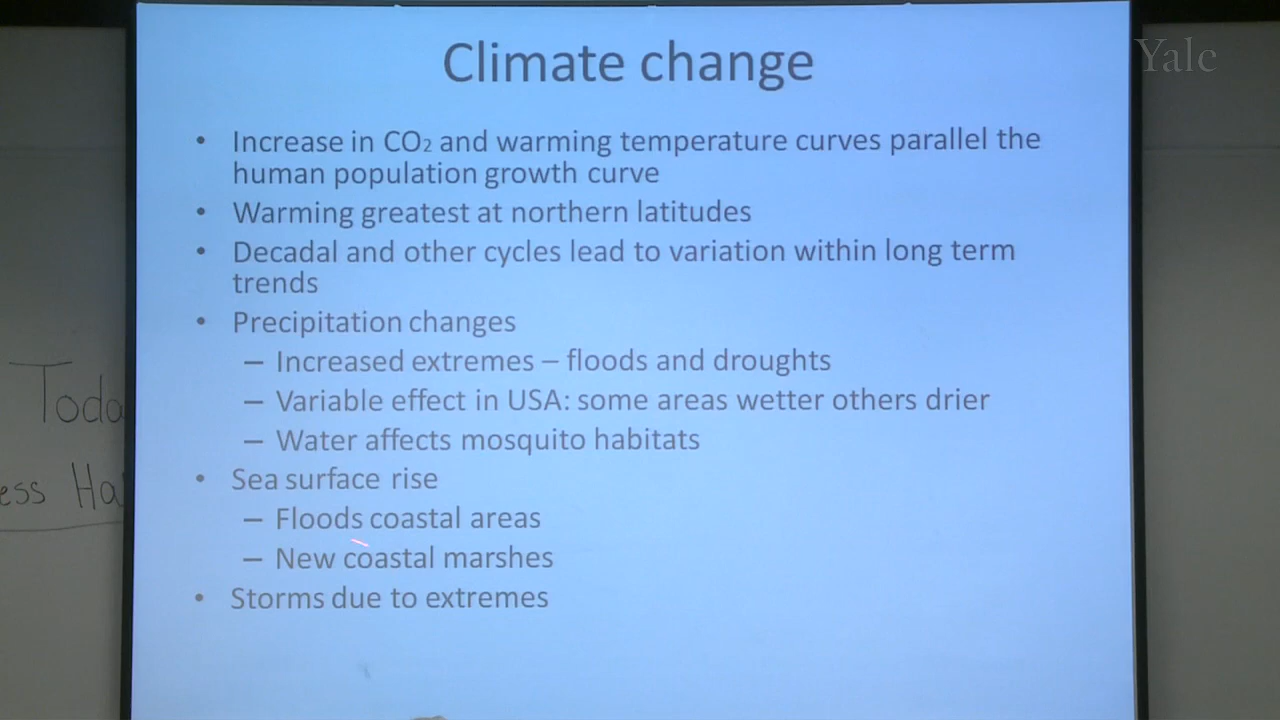 Climate change
Yale
• Increase in CO₂ and warming temperature curves parallel the
human population growth curve
• Warming greatest at northern latitudes
• Decadal and other cycles lead to variation within long term
trends
• Precipitation changes
– Increased extremes – floods and droughts
– Variable effect in USA: some areas wetter others drier
– Water affects mosquito habitats
• Sea surface rise
– Floods coastal areas
– New coastal marshes
• Storms due to extremes
Toda
ess Ha